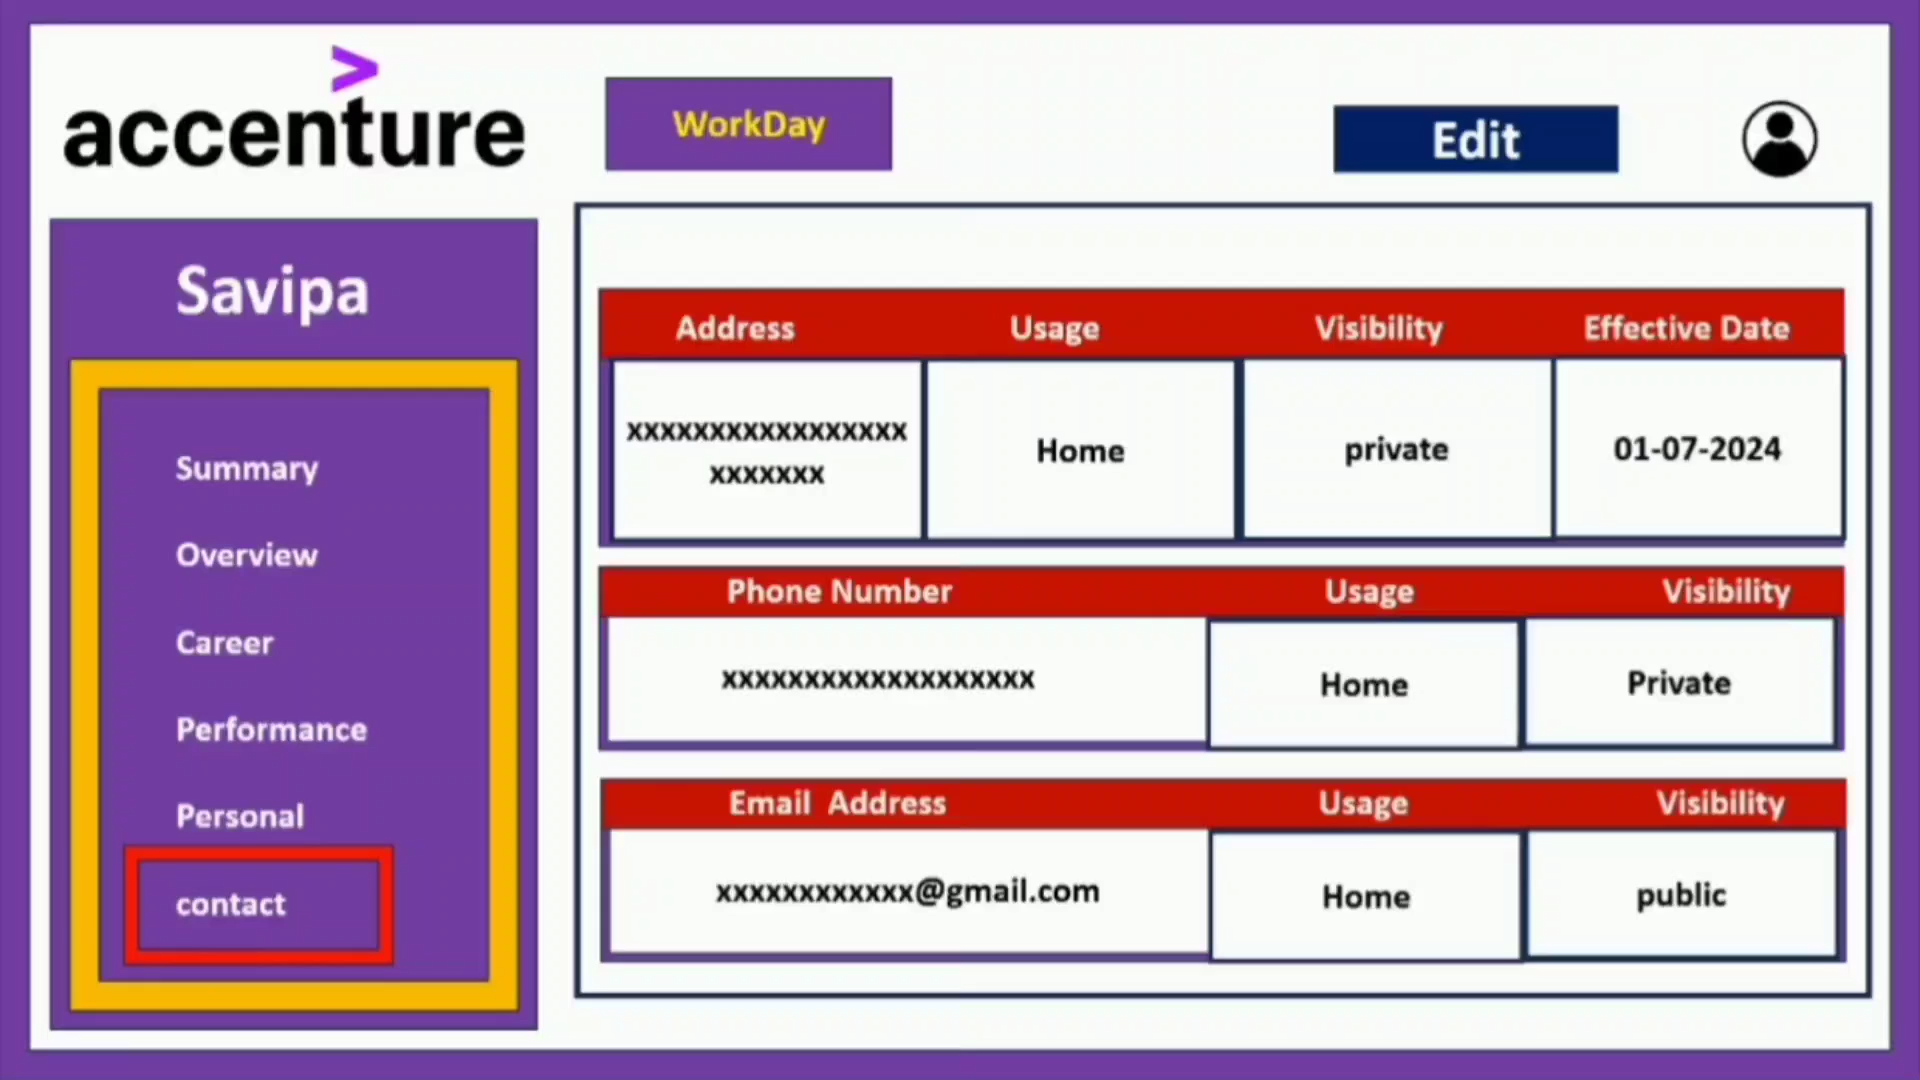 >
accenture
WorkDay
Edit
Savipa
Summary
Overview
Career
Performance
Personal
contact
Address Usage Visibility Effective Date
xxxxxxxxxxxxxxxxx
xxxxxxx
Home private 01-07-2024
Phone Number Usage Visibility
xxxxxxxxxxxxxxxxxxx Home Private
Email Address Usage Visibility
xxxxxxxxxxxx@gmail.com Home public